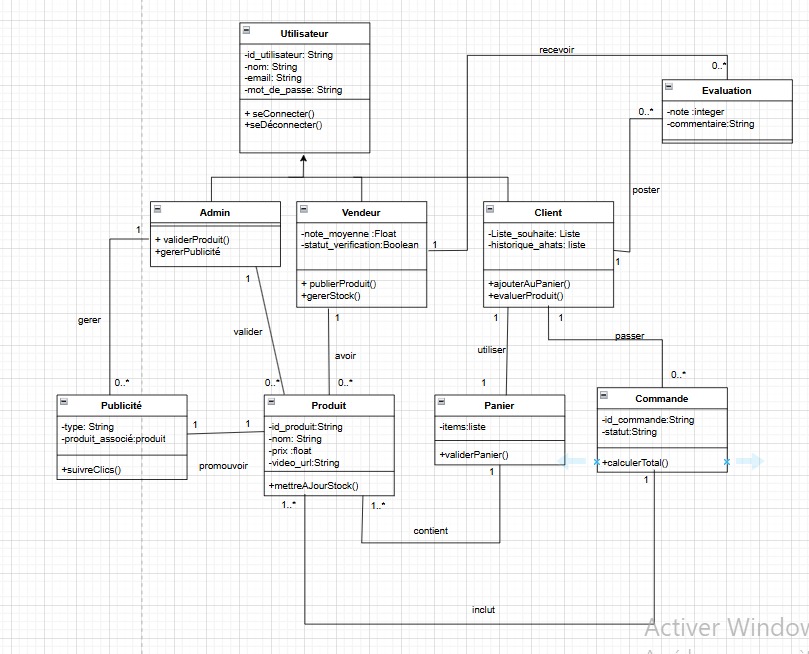 Utilisateur
-id_utilisateur: String
-nom: String
-email: String
-mot_de_passe: String
+ seConnecter()
+seDéconnecter()
recevoir
0..*
Evaluation
-note :integer
-commentaire:String
0..*
poster
1
Admin
+ validerProduit()
+gererPublicité
1
1
Vendeur
-note_moyenne :Float
-statut_verification:Boolean
+ publierProduit()
+gererStock()
1
1
Client
-Liste_souhaite: Liste
-historique_ahats: liste
+ajouterAuPanier()
+evaluerProduit()
1
1
gerer
0..*
valider
0..*
avoir
0..*
utiliser
1
passer
0..*
Publicité
-type: String
-produit_associé:produit
+suivreClics()
1
1
promouvoir
Produit
-id_produit:String
-nom: String
-prix :float
-video_url:String
+mettreAJourStock()
1..*
1..*
Panier
-items:liste
+validerPanier()
1
Commande
-id_commande:String
-statut:String
+calculerTotal()
1
contient
inclut
Activer Window